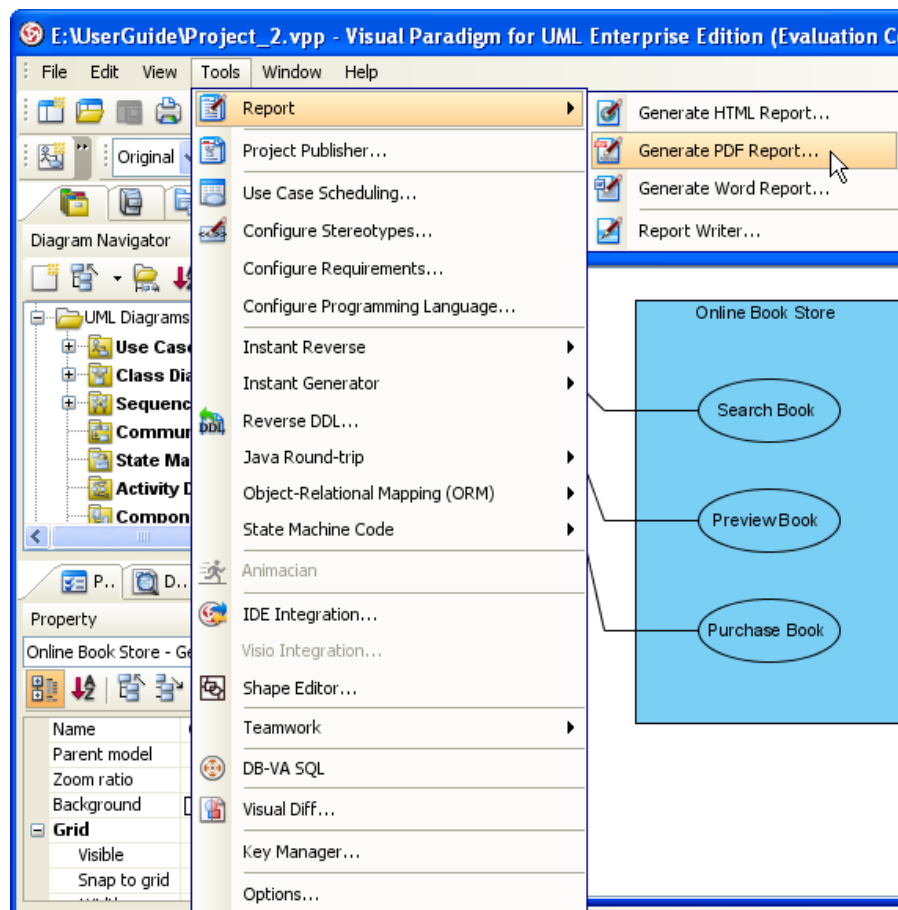 E:\UserGuide\Project_2.vpp - Visual Paradigm for UML Enterprise Edition (Evaluation C
File Edit View Tools Window Help
Original
Diagram Navigator
UML Diagrams
Use Cas
Class Dia
Sequenc
Commun
State Ma
Activity D
Compon
P.. D..
Property
Online Book Store - Ge
Name
Parent model
Zoom ratio
Background
Grid
Visible
Snap to grid
Report
Project Publisher...
Use Case Scheduling...
Configure Stereotypes...
Configure Requirements...
Configure Programming Language...
Instant Reverse
Instant Generator
DDL
Reverse DDL...
Java Round-trip
Object-Relational Mapping (ORM)
State Machine Code
Animacian
IDE Integration...
Visio Integration...
Shape Editor...
Teamwork
DB-VA SQL
Visual Diff...
Key Manager...
Options...
Generate HTML Report...
Generate PDF Report...
Generate Word Report...
Report Writer...
Online Book Store
Search Book
Preview Book
Purchase Book